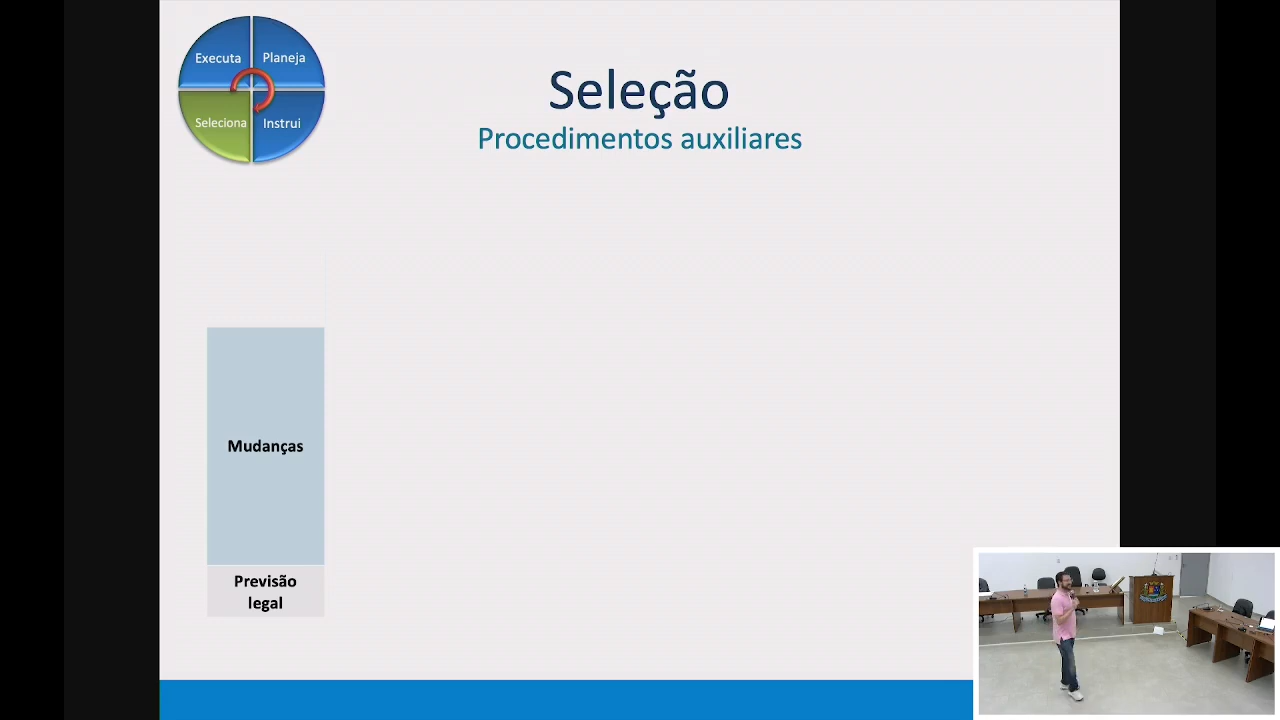 Executa
Planeja
Seleciona
Instrui
Seleção
Procedimentos auxiliares
Mudanças
Previsão
legal